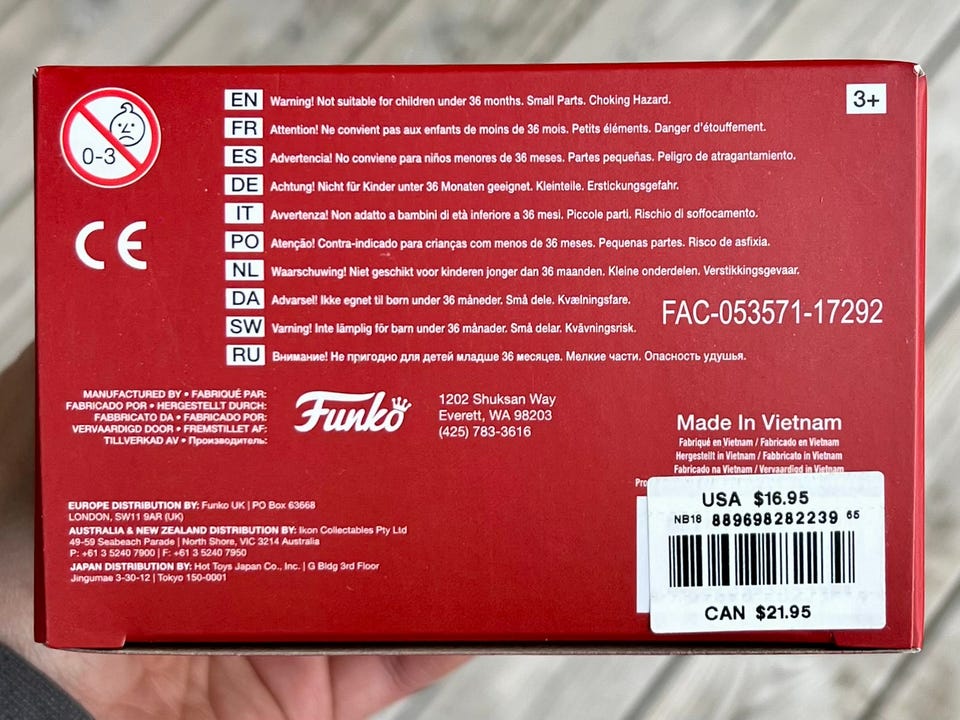 0-3
CE
3+
EN Warning! Not suitable for children under 36 months. Small Parts. Choking Hazard.
FR Attention! Ne convient pas aux enfants de moins de 36 mois. Petits éléments. Danger d'étouffement.
ES Advertencia! No conviene para niños menores de 36 meses. Partes pequeñas. Peligro de atragantamiento.
DE Achtung! Nicht für Kinder unter 36 Monaten geeignet. Kleinteile. Erstickungsgefahr.
IT Avvertenza! Non adatto a bambini di età inferiore a 36 mesi. Piccole parti. Rischio di soffocamento.
PO Atenção! Contra-indicado para crianças com menos de 36 meses. Pequenas partes. Risco de asfixia.
NL Waarschuwing! Niet geschikt voor kinderen jonger dan 36 maanden. Kleine onderdelen. Verstikkingsgevaar.
DA Advarsel! Ikke egnet til børn under 36 måneder. Små dele. Kvælningsfare.
SW Varning! Inte lämplig för barn under 36 månader. Små delar. Kvävningsrisk.
RU Внимание! Не пригодно для детей младше 36 месяцев. Мелкие части. Опасность удушья.
FAC-053571-17292
MANUFACTURED BY • FABRIQUÉ PAR:
FABRICADO POR • HERGESTELLT DURCH:
FABBRICATO DA • FABRICADO POR:
VERVAARDIGD DOOR • FREMSTILLET AF:
TILLVERKAD AV • Производитель:
Funko
1202 Shuksan Way
Everett, WA 98203
(425) 783-3616
Made In Vietnam
Fabriqué en Vietnam / Fabricado en Vietnam
Hergestellt in Vietnam / Fabbricato in Vietnam
Fabricado na Vietnam / Vervaardigd in Vietnam
EUROPE DISTRIBUTION BY: Funko UK | PO Box 63668
LONDON, SW11 9AR (UK)
AUSTRALIA & NEW ZEALAND DISTRIBUTION BY: Ikon Collectables Pty Ltd
49-59 Seabeach Parade | North Shore, VIC 3214 Australia
P: +61 3 5240 7900 | F: +61 3 5240 7950
JAPAN DISTRIBUTION BY: Hot Toys Japan Co., Inc. | G Bldg 3rd Floor
Jingumae 3-30-12 | Tokyo 150-0001
USA $16.95
NB18 889698282239 65
CAN $21.95